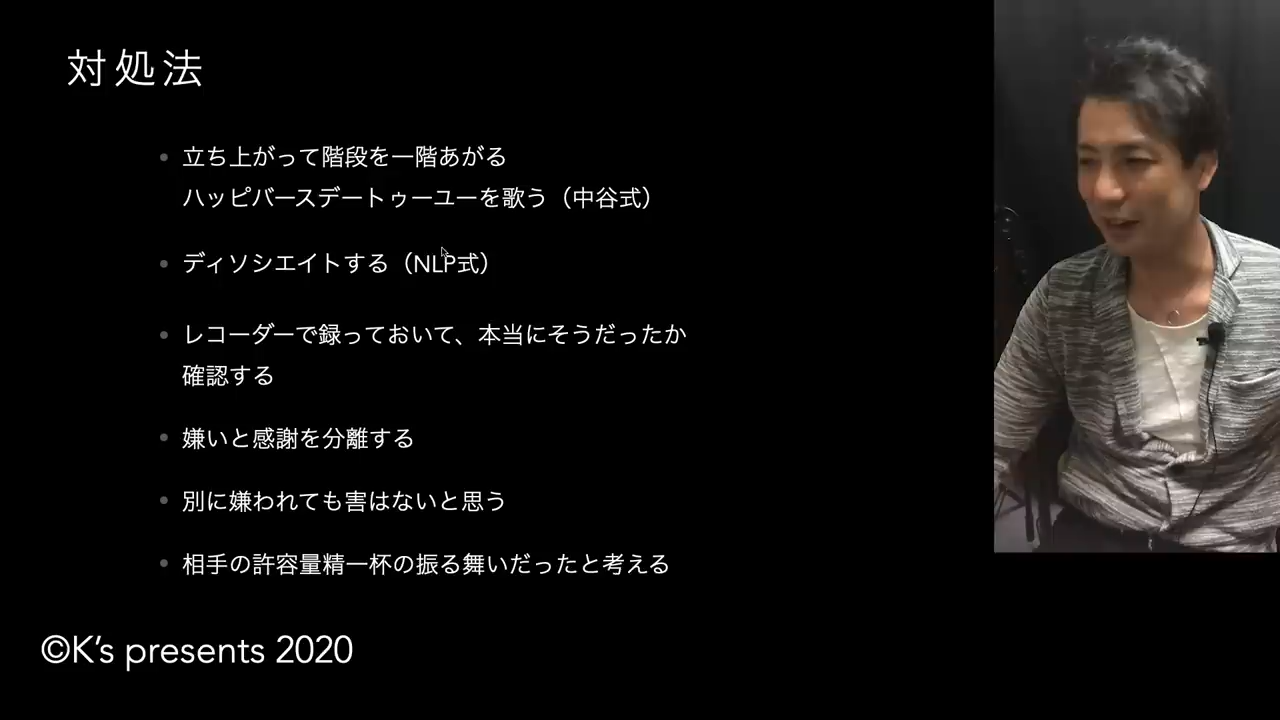 対処法
立ち上がって階段を一階あがる
ハッピバースデートゥーユーを歌う（中谷式）
ディソシエイトする（NLP式）
レコーダーで録っておいて、本当にそうだったか
確認する
嫌いと感謝を分離する
別に嫌われても害はないと思う
相手の許容量精一杯の振る舞いだったと考える
©K’s presents 2020